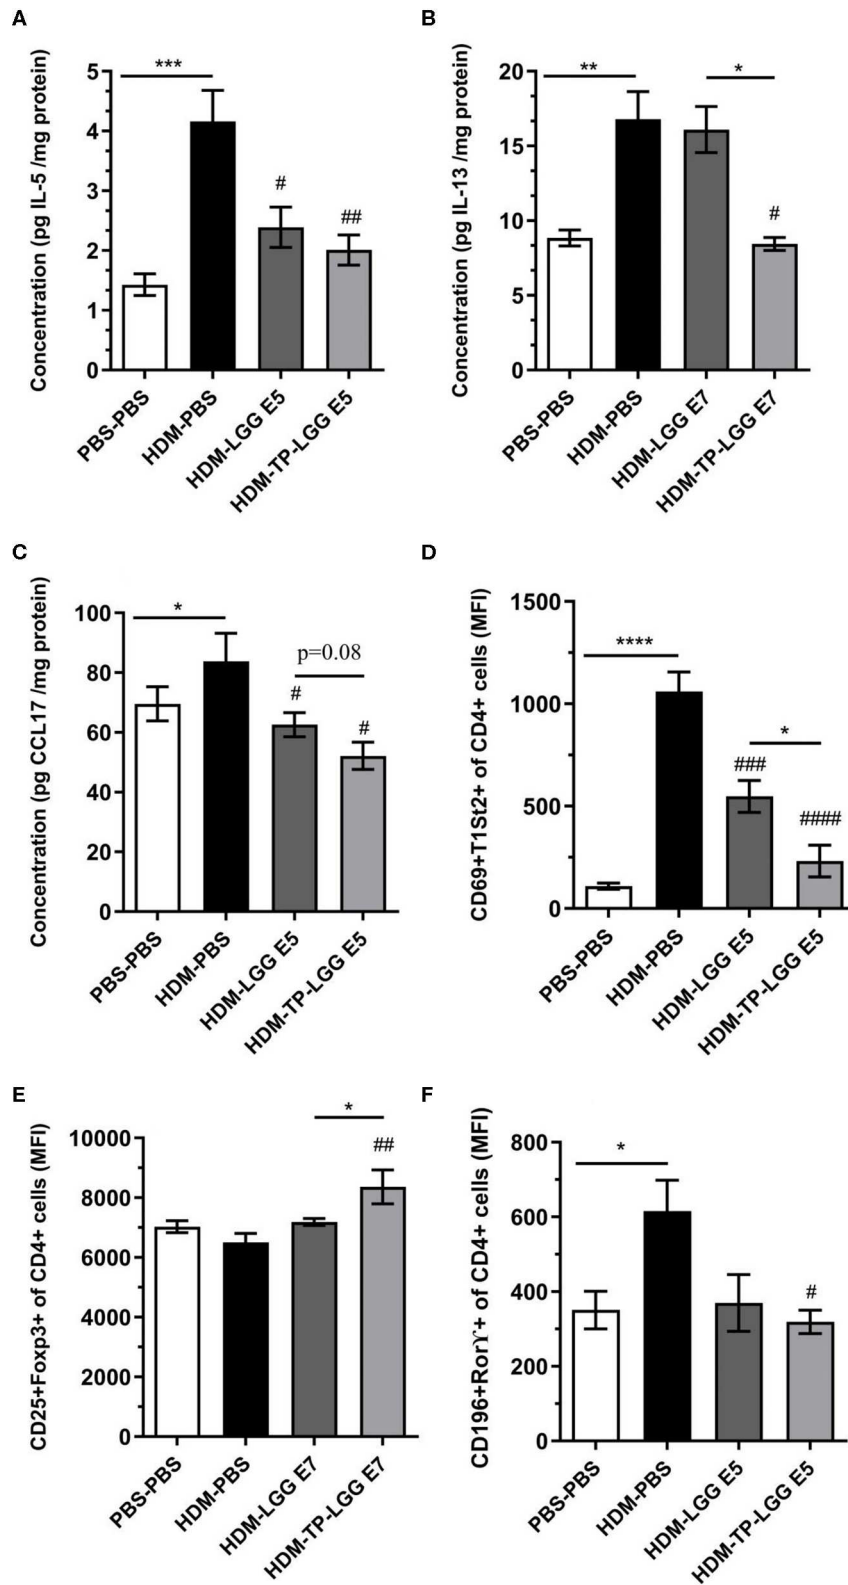 A
Concentration (pg IL-5 /mg protein)
5
4
3
2
1
0
***
#
##
PBS-PBS
HDM-PBS
HDM-LGG E5
HDM-TP-LGG E5
B
Concentration (pg IL-13 /mg protein)
20
15
10
5
0
**
*
#
PBS-PBS
HDM-PBS
HDM-LGG E7
HDM-TP-LGG E7
C
Concentration (pg CCL17 /mg protein)
100
80
60
40
20
0
*
p=0.08
#
#
PBS-PBS
HDM-PBS
HDM-LGG E5
HDM-TP-LGG E5
D
CD69+T1St2+ of CD4+ cells (MFI)
1500
1000
500
0
****
*
###
####
PBS-PBS
HDM-PBS
HDM-LGG E5
HDM-TP-LGG E5
E
CD25+Foxp3+ of CD4+ cells (MFI)
10000
8000
6000
4000
2000
0
*
##
PBS-PBS
HDM-PBS
HDM-LGG E7
HDM-TP-LGG E7
F
CD196+Rorϒ+ of CD4+ cells (MFI)
800
600
400
200
0
*
#
PBS-PBS
HDM-PBS
HDM-LGG E5
HDM-TP-LGG E5